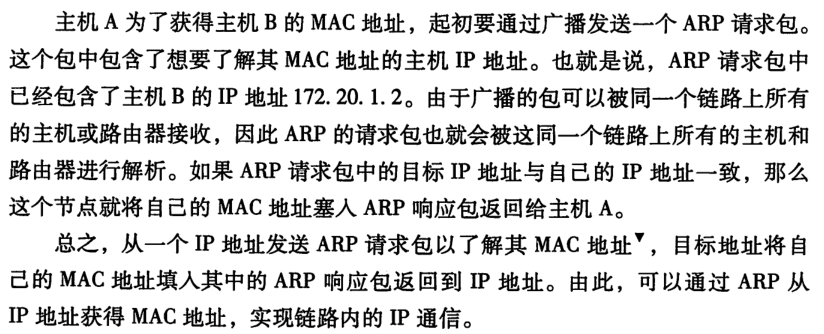 主机 A 为了获得主机 B 的 MAC 地址，起初要通过广播发送一个 ARP 请求包。
这个包中包含了想要了解其 MAC 地址的主机 IP 地址。也就是说，ARP 请求包中
已经包含了主机 B 的 IP 地址 172.20.1.2。由于广播的包可以被同一个链路上所有
的主机或路由器接收，因此 ARP 的请求包也就会被这同一个链路上所有的主机和
路由器进行解析。如果 ARP 请求包中的目标 IP 地址与自己的 IP 地址一致，那么
这个节点就将自己的 MAC 地址塞入 ARP 响应包返回给主机 A。
总之，从一个 IP 地址发送 ARP 请求包以了解其 MAC 地址▼，目标地址将自
己的 MAC 地址填入其中的 ARP 响应包返回到 IP 地址。由此，可以通过 ARP 从
IP 地址获得 MAC 地址，实现链路内的 IP 通信。